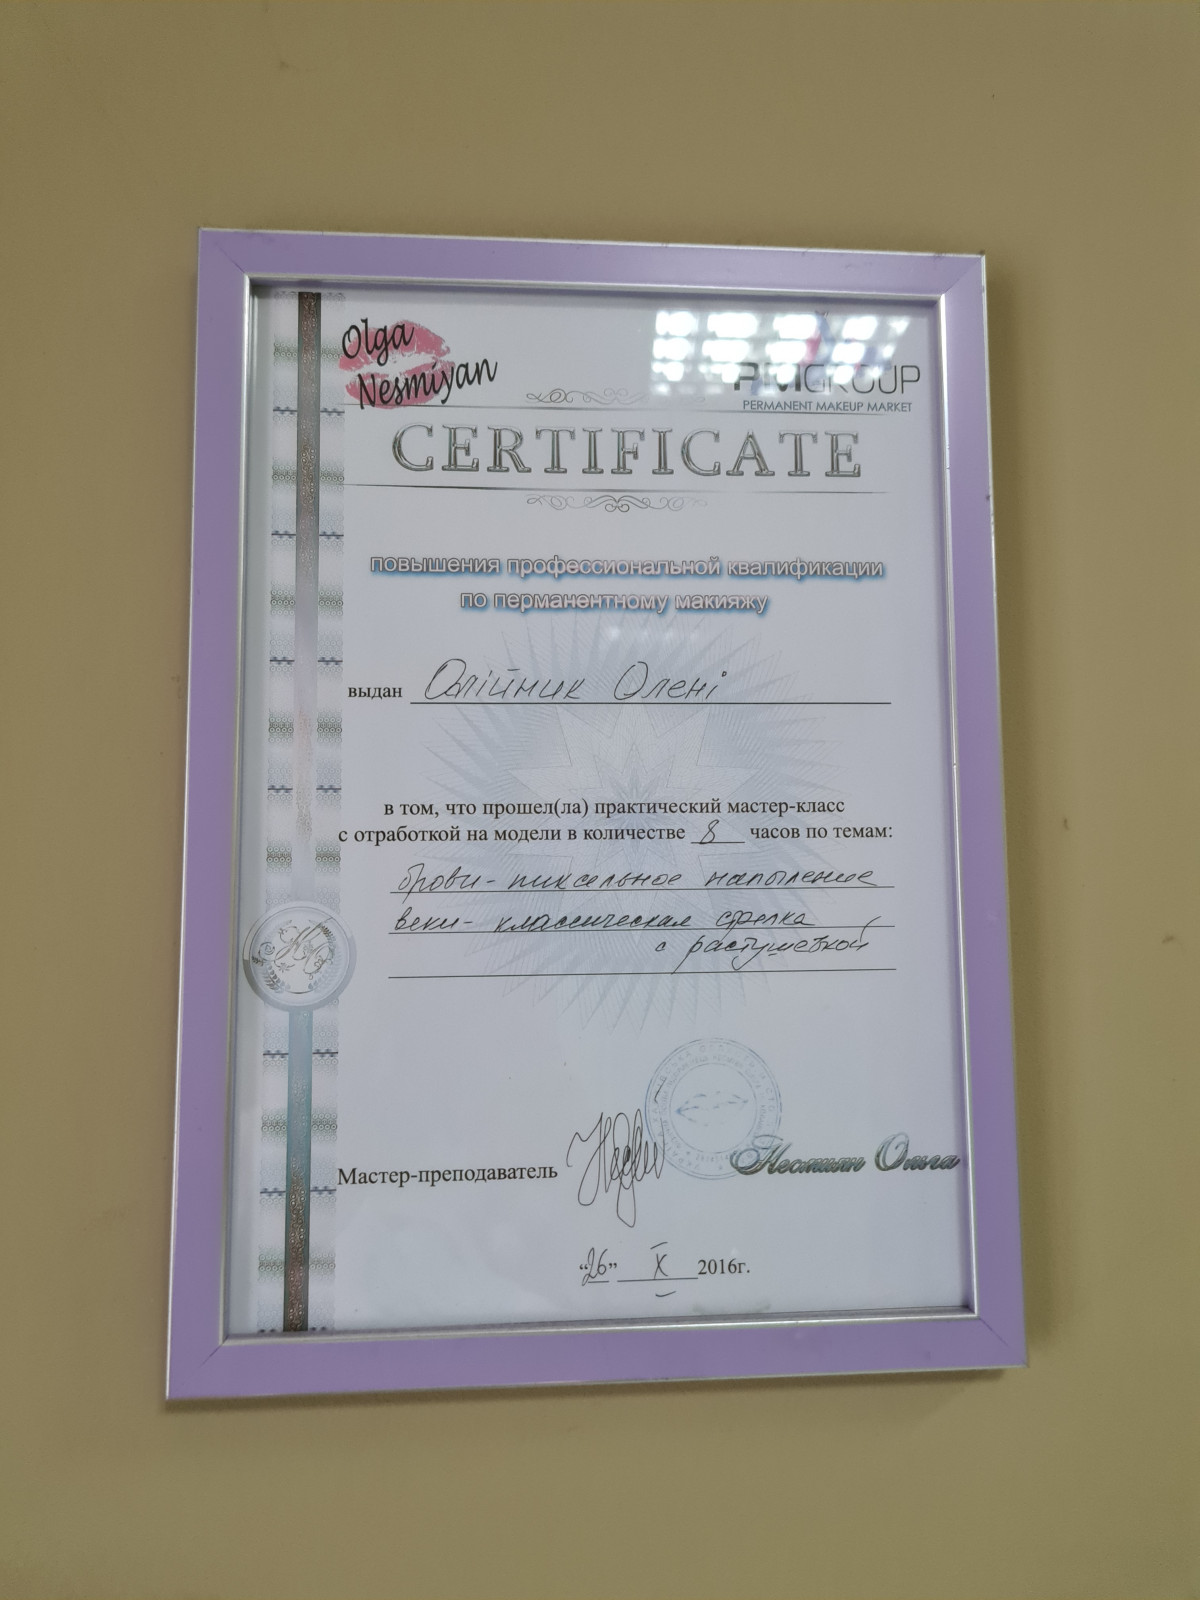 Olga
Nesmiyan
PMGROUP
PERMANENT MAKEUP MARKET
CERTIFICATE
повышения профессиональной квалификации
по перманентному макияжу
выдан Олійник Олені
в том, что прошел(ла) практический мастер-класс
с отработкой на модели в количестве 8 часов по темам:
брови - пиксельное напыление
веки - классическая стрелка
с растушевкой
Мастер-преподаватель Несмиян Ольга
“26” X 2016г.